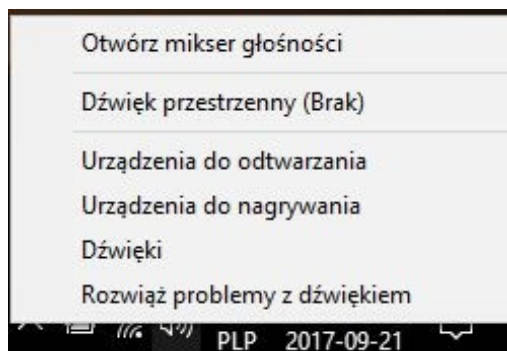 Otwórz mikser głośności
Dźwięk przestrzenny (Brak)
Urządzenia do odtwarzania
Urządzenia do nagrywania
Dźwięki
Rozwiąż problemy z dźwiękiem
PLP 2017-09-21